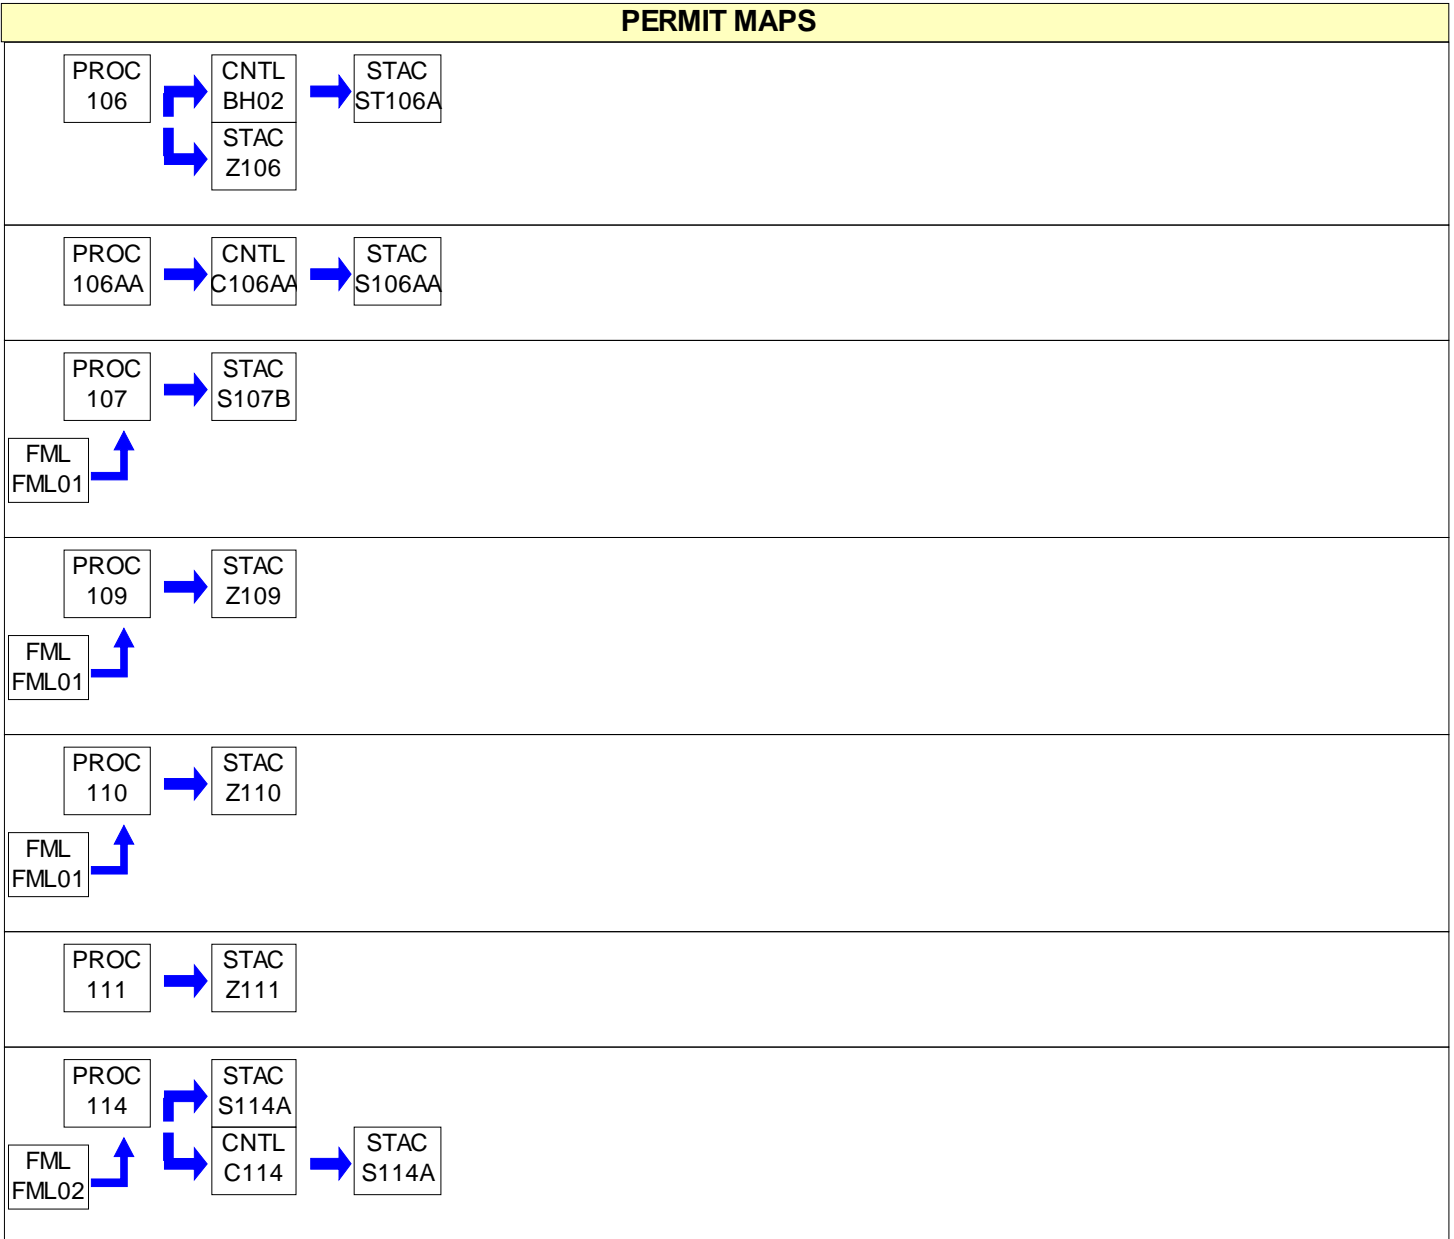 PERMIT MAPS
PROC
106
CNTL
BH02
STAC
ST106A
STAC
Z106
PROC
106AA
CNTL
C106AA
STAC
S106AA
PROC
107
STAC
S107B
FML
FML01
PROC
109
STAC
Z109
FML
FML01
PROC
110
STAC
Z110
FML
FML01
PROC
111
STAC
Z111
PROC
114
STAC
S114A
CNTL
C114
STAC
S114A
FML
FML02